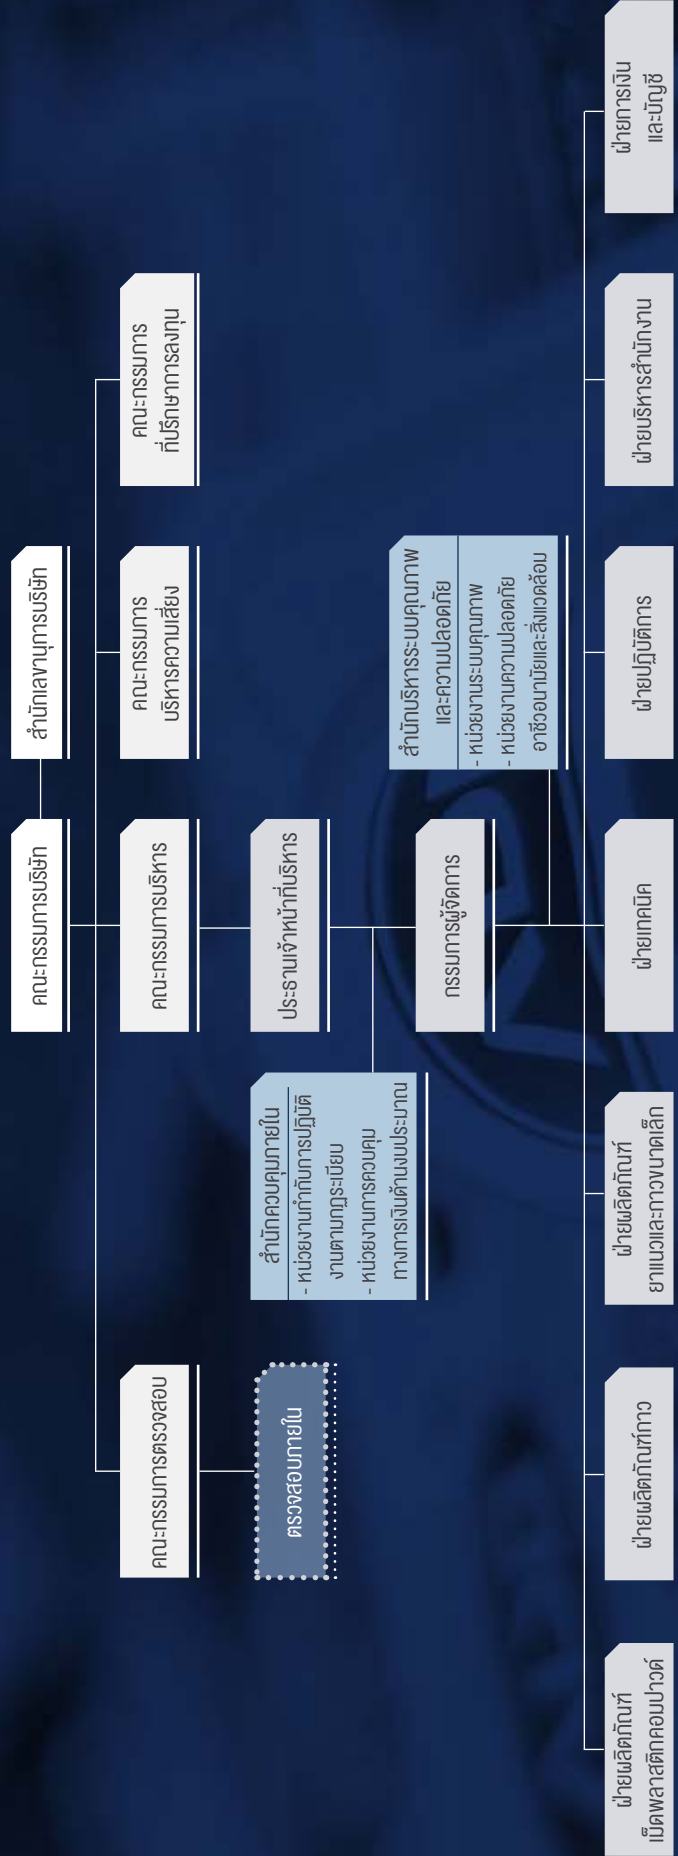 คณะกรรมการบริษัท
สำนักเลขานุการบริษัท
คณะกรรมการตรวจสอบ
คณะกรรมการบริหาร
คณะกรรมการ
บริหารความเสี่ยง
คณะกรรมการ
ที่ปรึกษาการลงทุน
ตรวจสอบภายใน
สำนักควบคุมภายใน
- หน่วยงานกำกับการปฏิบัติ
งานตามกฎระเบียบ
- หน่วยงานการควบคุม
ทางการเงินด้านงบประมาณ
ประธานเจ้าหน้าที่บริหาร
กรรมการผู้จัดการ
สำนักบริหารระบบคุณภาพ
และความปลอดภัย
- หน่วยงานระบบคุณภาพ
- หน่วยงานความปลอดภัย
อาชีวอนามัยและสิ่งแวดล้อม
ฝ่ายผลิตภัณฑ์
เม็ดพลาสติกคอมปาวด์
ฝ่ายผลิตภัณฑ์กาว
ฝ่ายผลิตภัณฑ์
ยาแนวและกาวขนาดเล็ก
ฝ่ายเทคนิค
ฝ่ายปฏิบัติการ
ฝ่ายบริหารสำนักงาน
ฝ่ายการเงิน
และบัญชี